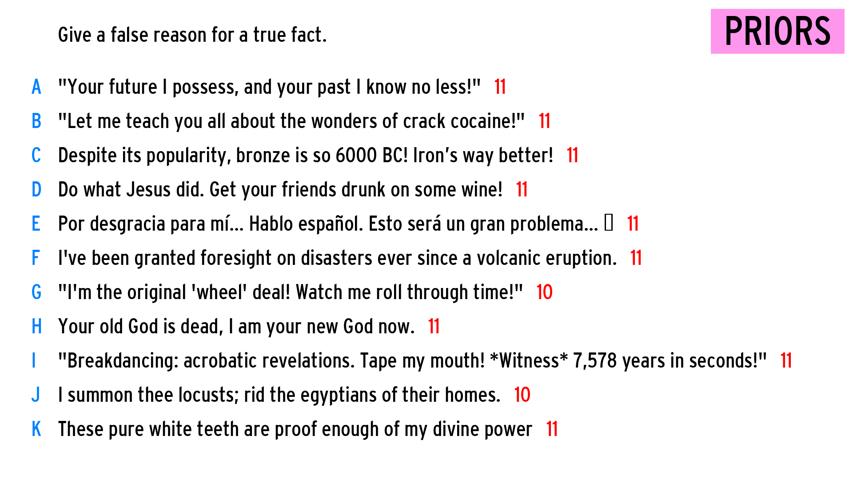 Give a false reason for a true fact.
PRIORS
A "Your future I possess, and your past I know no less!" 11
B "Let me teach you all about the wonders of crack cocaine!" 11
C Despite its popularity, bronze is so 6000 BC! Iron's way better! 11
D Do what Jesus did. Get your friends drunk on some wine! 11
E Por desgracia para mí... Hablo español. Esto será un gran problema... 11
F I've been granted foresight on disasters ever since a volcanic eruption. 11
G "I'm the original 'wheel' deal! Watch me roll through time!" 10
H Your old God is dead, I am your new God now. 11
I "Breakdancing: acrobatic revelations. Tape my mouth! *Witness* 7,578 years in seconds!" 11
J I summon thee locusts; rid the egyptians of their homes. 10
K These pure white teeth are proof enough of my divine power 11